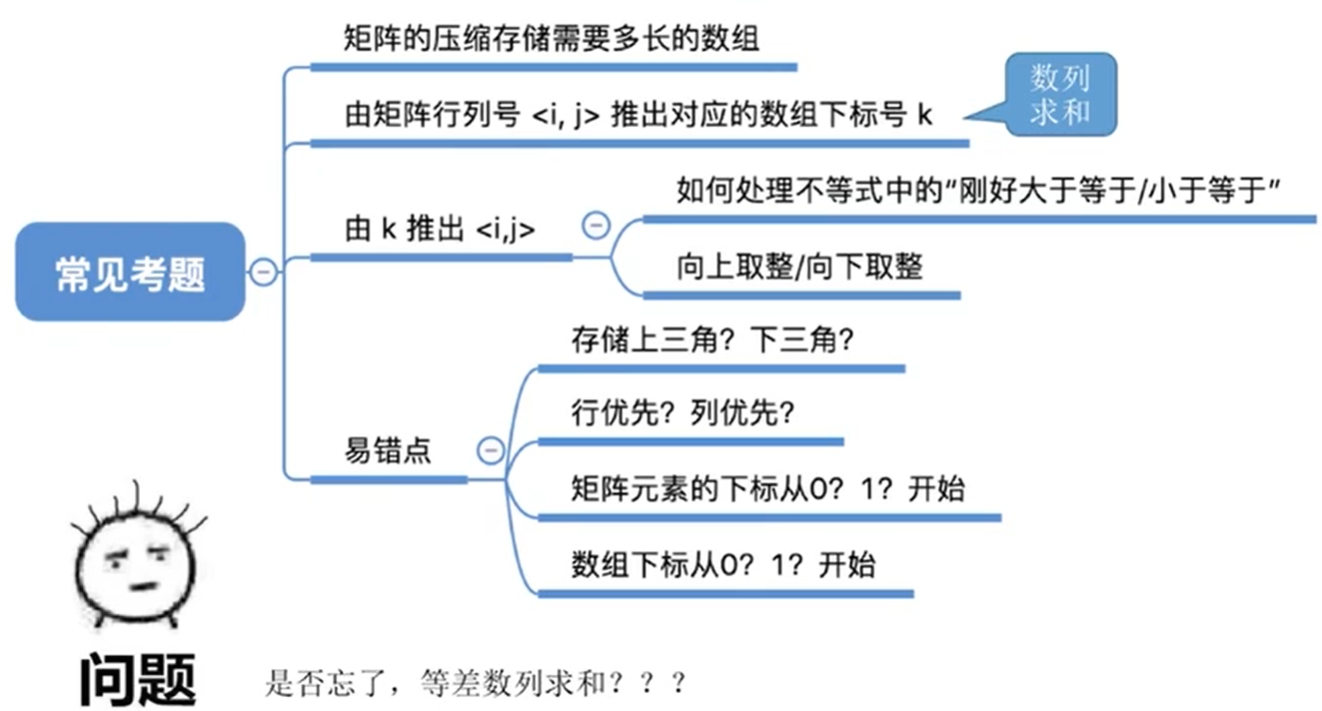 矩阵的压缩存储需要多长的数组
由矩阵行列号 <i, j> 推出对应的数组下标号 k
数列
求和
如何处理不等式中的“刚好大于等于/小于等于”
由 k 推出 <i,j>
向上取整/向下取整
常见考题
存储上三角？下三角？
行优先？列优先？
易错点
矩阵元素的下标从0？1？开始
数组下标从0？1？开始
问题
是否忘了，等差数列求和？？？